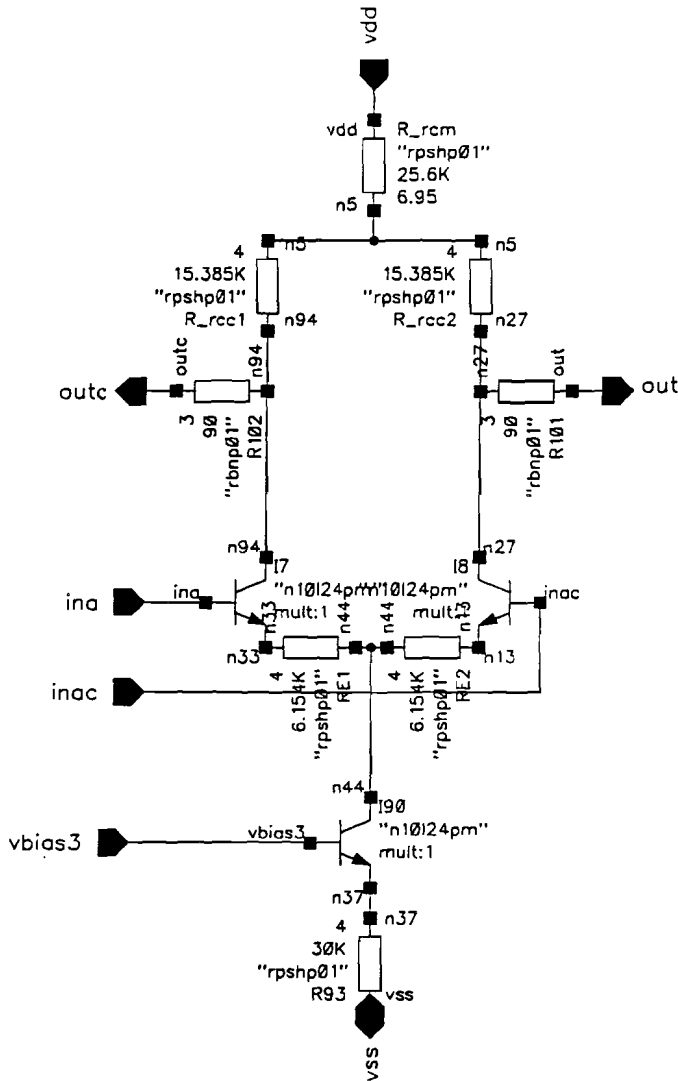 vdd
vdd R_rcm
"rpshp01"
25.6K
n5 6.95
4 n5 4 n5
15.385K 15.385K
"rpshp01" "rpshp01"
R_rcc1 n94 R_rcc2 n27
outc n94 n27 out
outc out
3 90 "rbnp01" R102
3 90 "rbnp01" R101
n94 I7 I8 n27
ina ina "n10l24pm" "n10l24pm" inac
mult:1 mult:1
n33 n44 n44 n13
n33 n13
4 6.154K "rpshp01" RE1
4 6.154K "rpshp01" RE2
inac
n44 I90
vbias3 vbias3 "n10l24pm"
mult:1
n37
4 n37
30K
"rpshp01"
R93 vss
vss